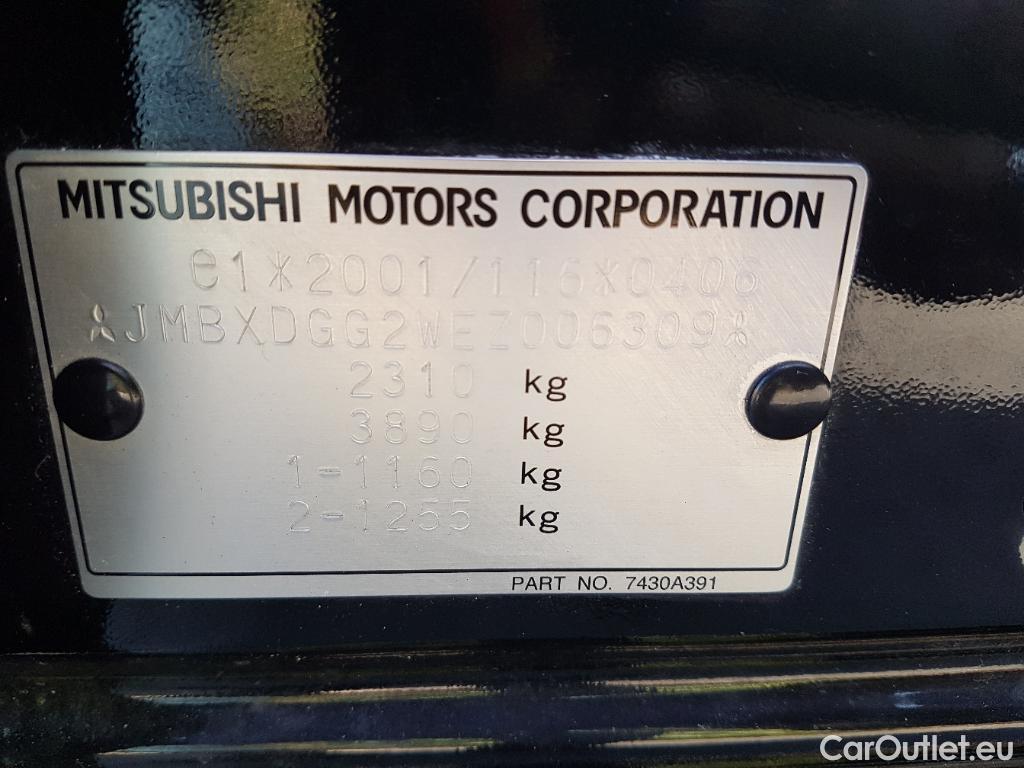 MITSUBISHI MOTORS CORPORATION
e1*2001/116*0406
JMBXDGG2WEZ006309
2310 kg
3890 kg
1-1160 kg
2-1255 kg
PART NO. 7430A391
CarOutlet.eu